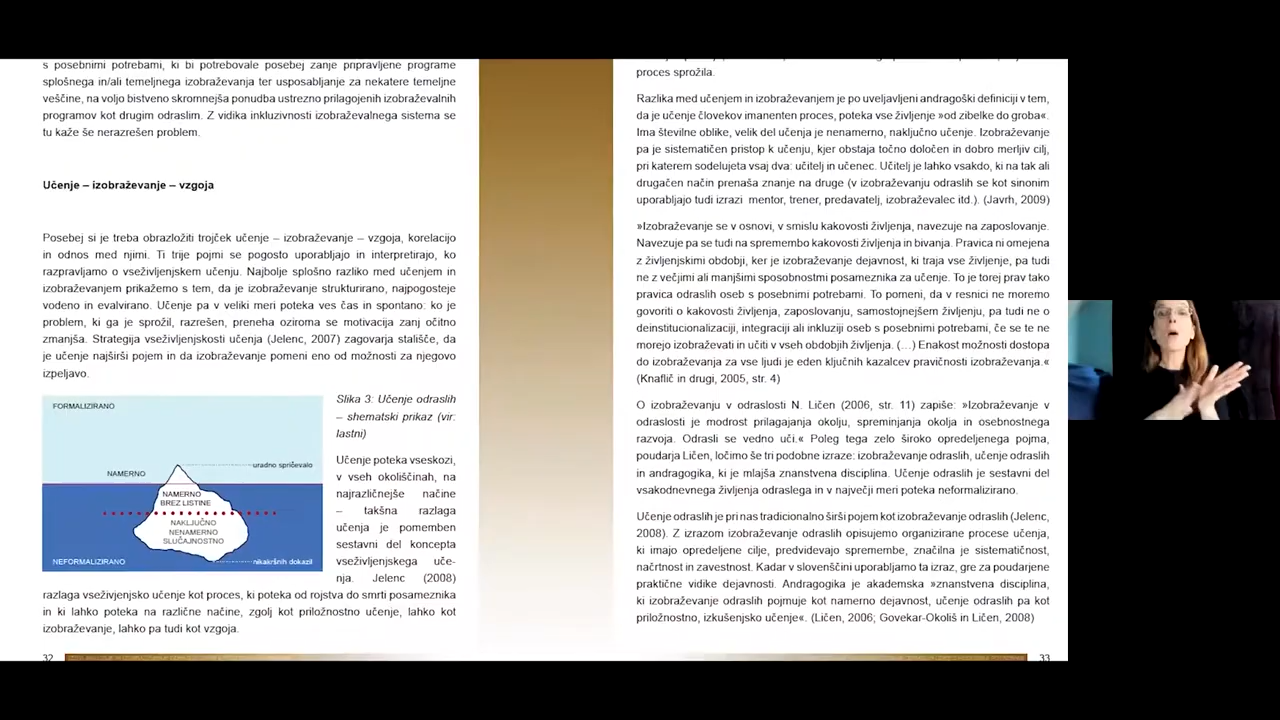 s posebnimi potrebami, ki bi potrebovale posebej zanje pripravljene programe
splošnega in/ali temeljnega izobraževanja ter usposabljanje za nekatere temeljne
veščine, na voljo bistveno skromnejša ponudba ustrezno prilagojenih izobraževalnih
programov kot drugim odraslim. Z vidika inkluzivnosti izobraževalnega sistema se
tu kaže še nerazrešen problem.
Učenje – izobraževanje – vzgoja
Posebej si je treba obrazložiti trojček učenje – izobraževanje – vzgoja, korelacijo
in odnos med njimi. Ti trije pojmi se pogosto uporabljajo in interpretirajo, ko
razpravljamo o vseživljenjskem učenju. Najbolje splošno razliko med učenjem in
izobraževanjem prikažemo s tem, da je izobraževanje strukturirano, najpogosteje
vodeno in evalvirano. Učenje pa v veliki meri poteka ves čas in spontano: ko je
problem, ki ga je sprožil, razrešen, preneha oziroma se motivacija zanj očitno
zmanjša. Strategija vseživljenjskosti učenja (Jelenc, 2007) zagovarja stališče, da
je učenje najširši pojem in da izobraževanje pomeni eno od možnosti za njegovo
izpeljavo.
FORMALIZIRANO
NAMERNO
uradno spričevalo
NAMERNO
BREZ LISTINE
NAKLJUČNO
NENAMERNO
SLUČAJNOSTNO
NEFORMALIZIRANO
nikakršnih dokazil
Slika 3: Učenje odraslih
– shematski prikaz (vir:
lastni)
Učenje poteka vseskozi,
v vseh okoliščinah, na
najrazličnejše načine
– takšna razlaga
učenja je pomemben
sestavni del koncepta
vseživljenjskega uče-
nja. Jelenc (2008)
razlaga vseživjenjsko učenje kot proces, ki poteka od rojstva do smrti posameznika
in ki lahko poteka na različne načine, zgolj kot priložnostno učenje, lahko kot
izobraževanje, lahko pa tudi kot vzgoja.
32
proces sprožila.
Razlika med učenjem in izobraževanjem je po uveljavljeni andragoški definiciji v tem,
da je učenje človekov imanenten proces, poteka vse življenje »od zibelke do groba«.
Ima številne oblike, velik del učenja je nenamerno, naključno učenje. Izobraževanje
pa je sistematičen pristop k učenju, kjer obstaja točno določen in dobro merljiv cilj,
pri katerem sodelujeta vsaj dva: učitelj in učenec. Učitelj je lahko vsakdo, ki na tak ali
drugačen način prenaša znanje na druge (v izobraževanju odraslih se kot sinonim
uporabljajo tudi izrazi mentor, trener, predavatelj, izobraževalec itd.). (Javrh, 2009)
»Izobraževanje se v osnovi, v smislu kakovosti življenja, navezuje na zaposlovanje.
Navezuje pa se tudi na spremembo kakovosti življenja in bivanja. Pravica ni omejena
z življenjskimi obdobji, ker je izobraževanje dejavnost, ki traja vse življenje, pa tudi
ne z večjimi ali manjšimi sposobnostmi posameznika za učenje. To je torej prav tako
pravica odraslih oseb s posebnimi potrebami. To pomeni, da v resnici ne moremo
govoriti o kakovosti življenja, zaposlovanju, samostojnejšem življenju, pa tudi ne o
deinstitucionalizaciji, integraciji ali inkluziji oseb s posebnimi potrebami, če se te ne
morejo izobraževati in učiti v vseh obdobjih življenja. (…) Enakost možnosti dostopa
do izobraževanja za vse ljudi je eden ključnih kazalcev pravičnosti izobraževanja.«
(Knaflič in drugi, 2005, str. 4)
O izobraževanju v odraslosti N. Ličen (2006, str. 11) zapiše: »Izobraževanje v
odraslosti je modrost prilagajanja okolju, spreminjanja okolja in osebnostnega
razvoja. Odrasli se vedno uči.« Poleg tega zelo široko opredeljenega pojma,
poudarja Ličen, ločimo še tri podobne izraze: izobraževanje odraslih, učenje odraslih
in andragogika, ki je mlajša znanstvena disciplina. Učenje odraslih je sestavni del
vsakodnevnega življenja odraslega in v največji meri poteka neformalizirano.
Učenje odraslih je pri nas tradicionalno širši pojem kot izobraževanje odraslih (Jelenc,
2008). Z izrazom izobraževanje odraslih opisujemo organizirane procese učenja,
ki imajo opredeljene cilje, predvidevajo spremembe, značilna je sistematičnost,
načrtnost in zavestnost. Kadar v slovenščini uporabljamo ta izraz, gre za poudarjene
praktične vidike dejavnosti. Andragogika je akademska »znanstvena disciplina,
ki izobraževanje odraslih pojmuje kot namerno dejavnost, učenje odraslih pa kot
priložnostno, izkušenjsko učenje«. (Ličen, 2006; Govekar-Okoliš in Ličen, 2008)
33